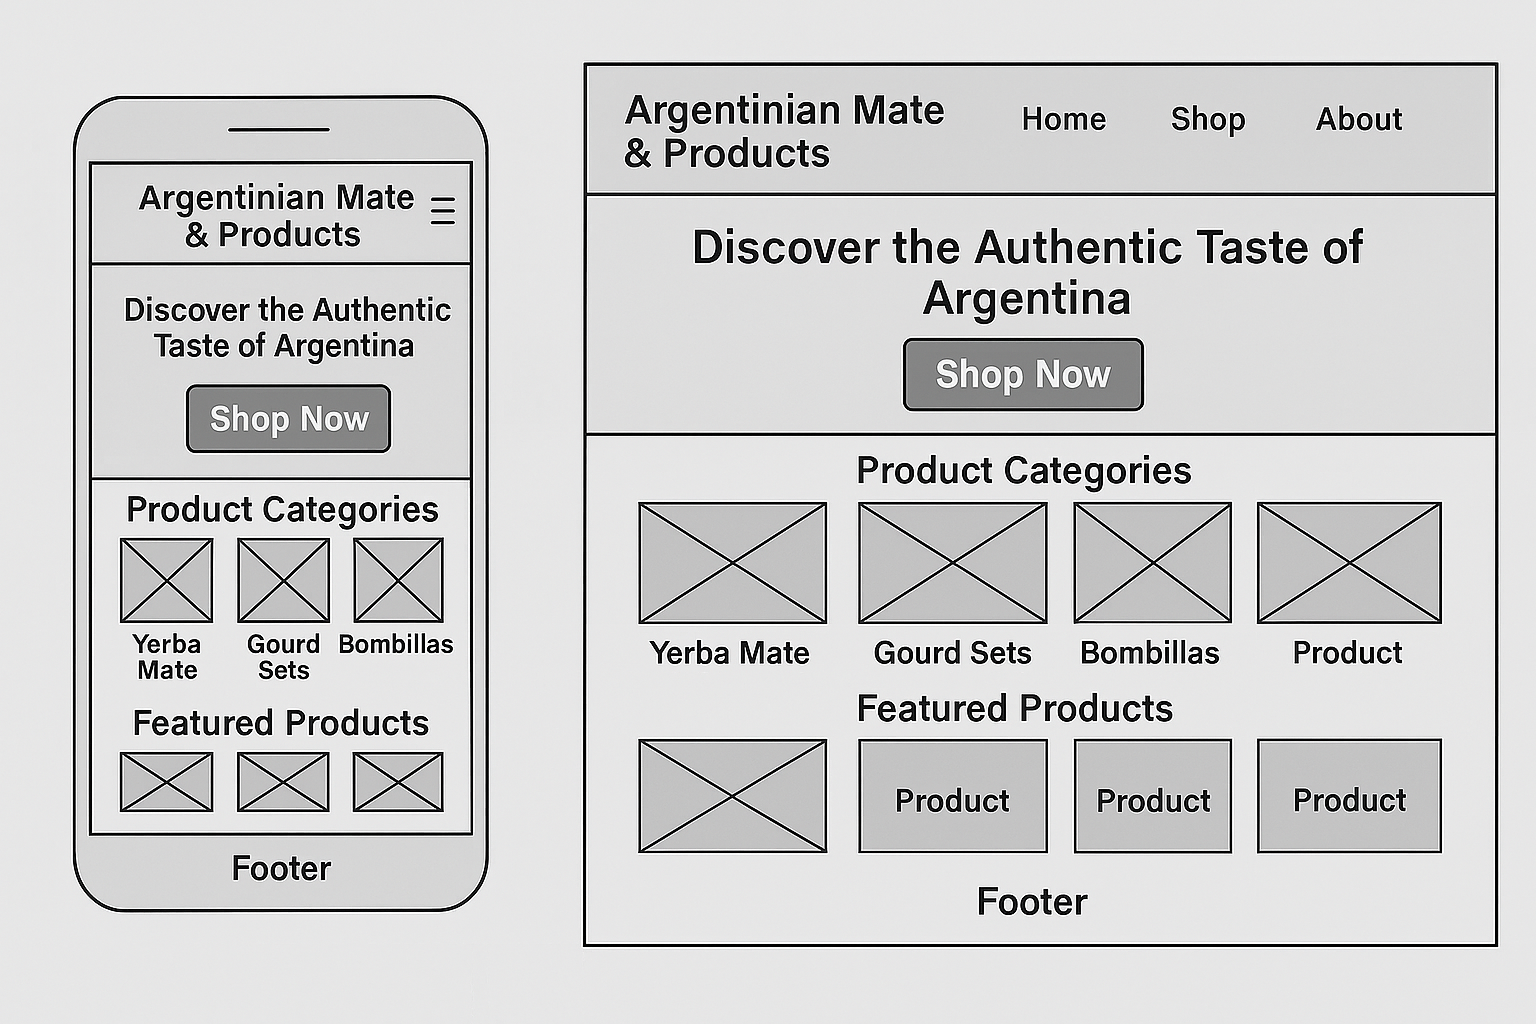 Argentinian Mate
& Products
Discover the Authentic
Taste of Argentina
Shop Now
Product Categories
Yerba
Mate
Gourd
Sets
Bombillas
Featured Products
Footer
Argentinian Mate
& Products
Home
Shop
About
Discover the Authentic Taste of
Argentina
Shop Now
Product Categories
Yerba Mate
Gourd Sets
Bombillas
Product
Featured Products
Product
Product
Product
Footer